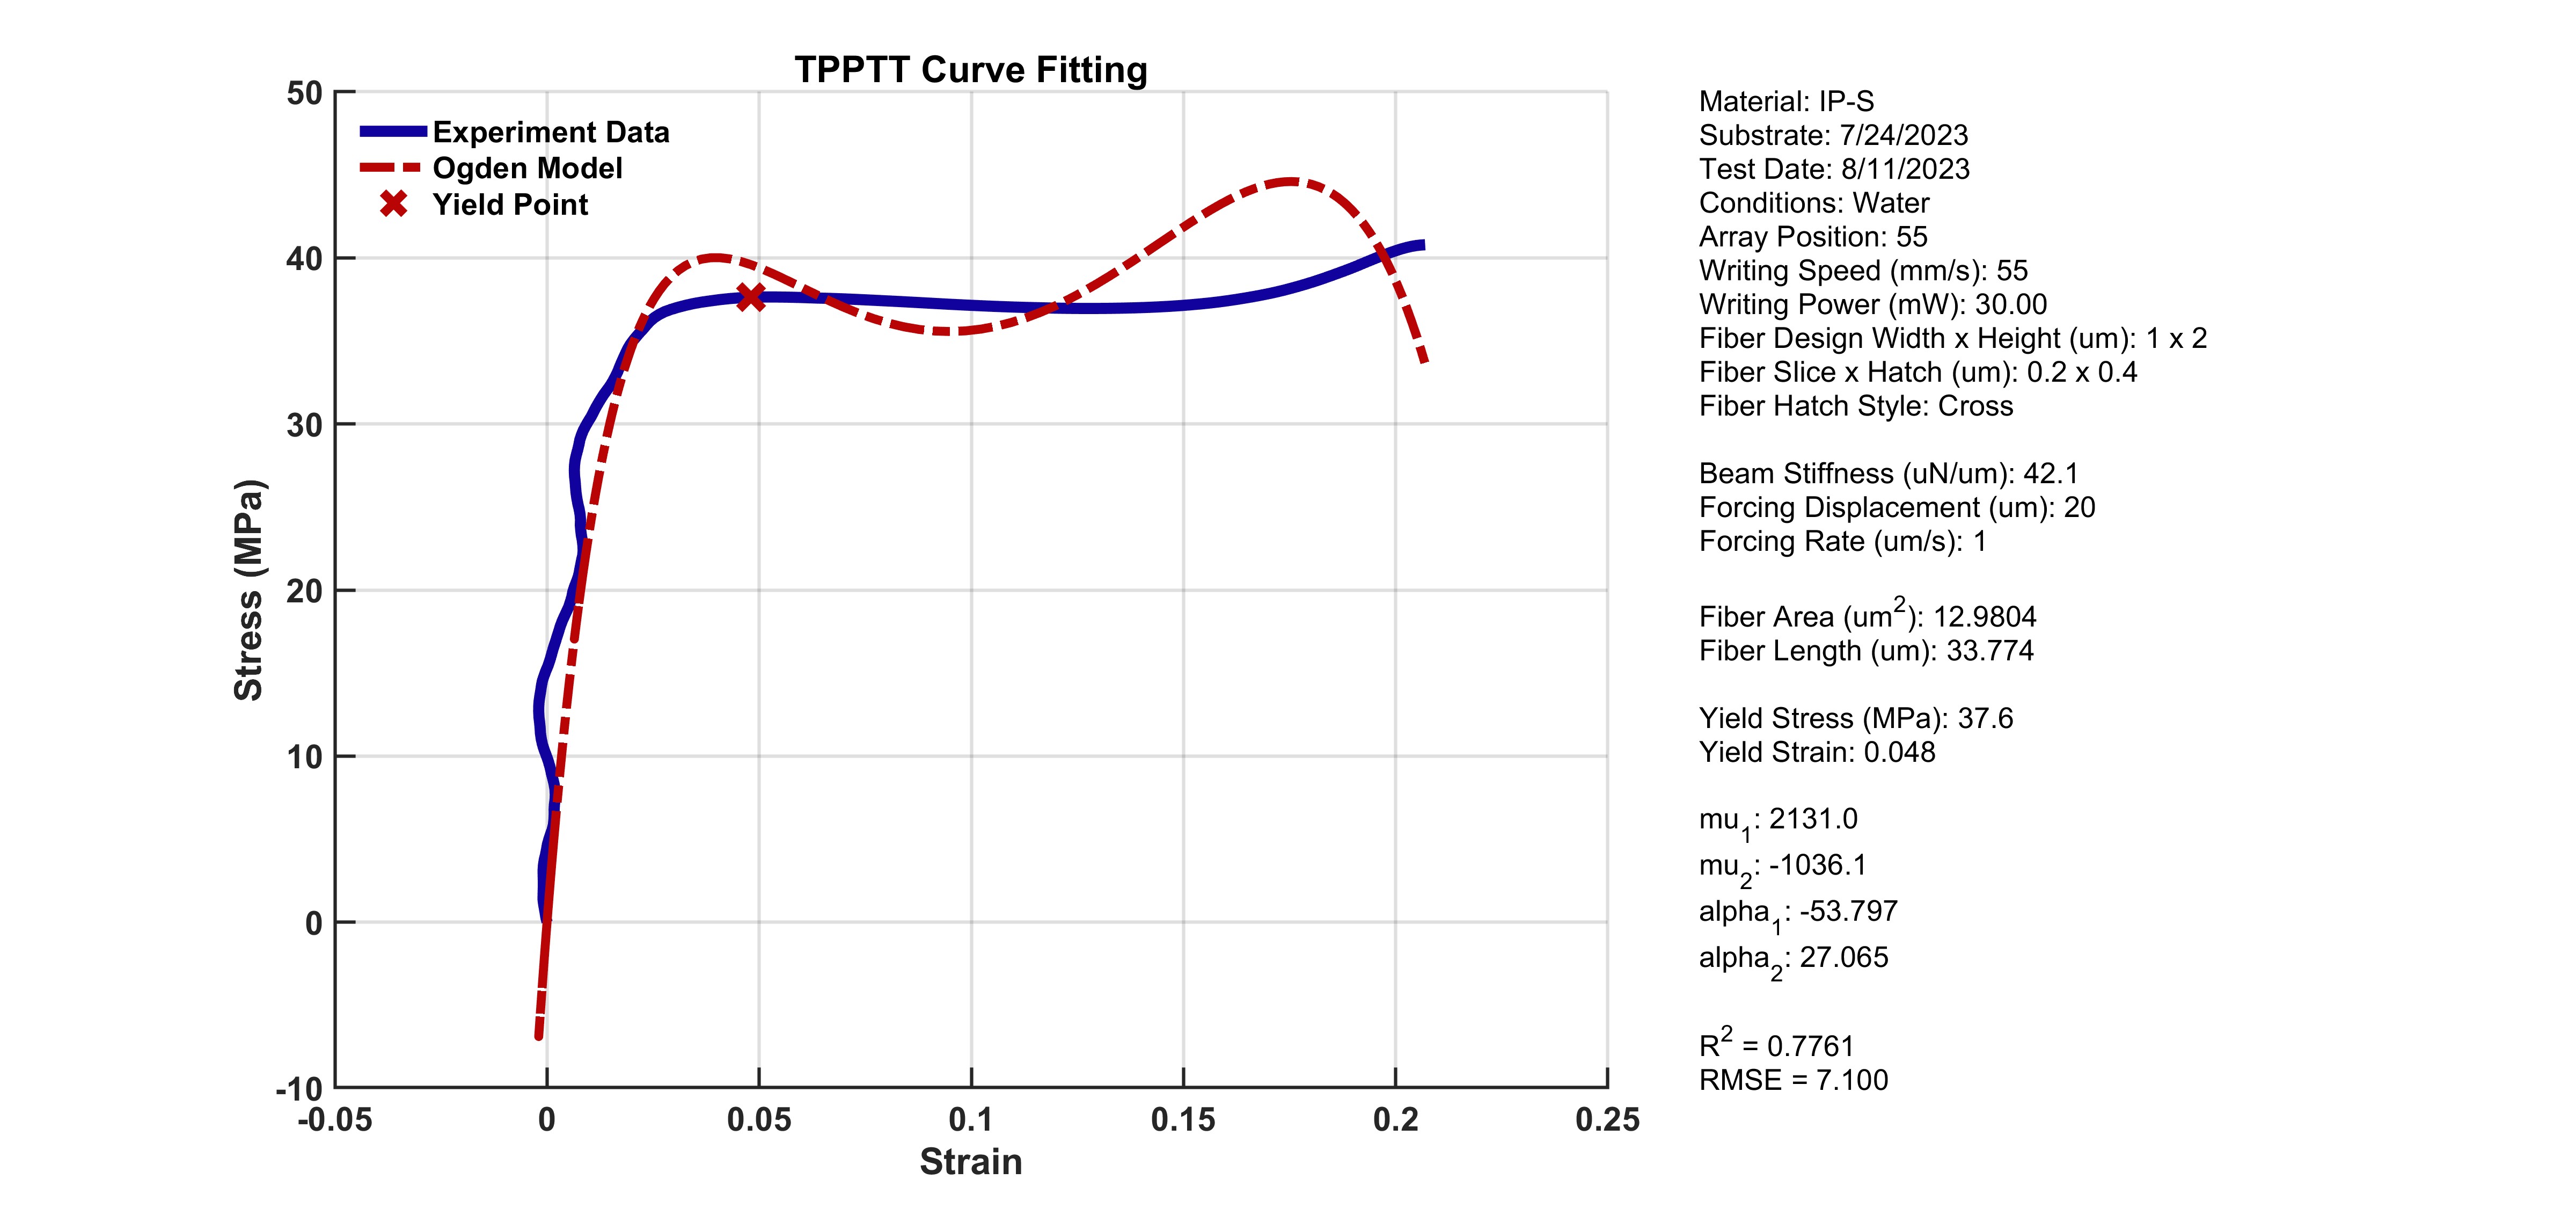 TPPTT Curve Fitting
50
40
30
20
10
0
-10
-0.05
0
0.05
0.1
0.15
0.2
0.25
Stress (MPa)
Strain
Experiment Data
Ogden Model
Yield Point
Material: IP-S
Substrate: 7/24/2023
Test Date: 8/11/2023
Conditions: Water
Array Position: 55
Writing Speed (mm/s): 55
Writing Power (mW): 30.00
Fiber Design Width x Height (um): 1 x 2
Fiber Slice x Hatch (um): 0.2 x 0.4
Fiber Hatch Style: Cross
Beam Stiffness (uN/um): 42.1
Forcing Displacement (um): 20
Forcing Rate (um/s): 1
Fiber Area (um²): 12.9804
Fiber Length (um): 33.774
Yield Stress (MPa): 37.6
Yield Strain: 0.048
mu₁: 2131.0
mu₂: -1036.1
alpha₁: -53.797
alpha₂: 27.065
R² = 0.7761
RMSE = 7.100